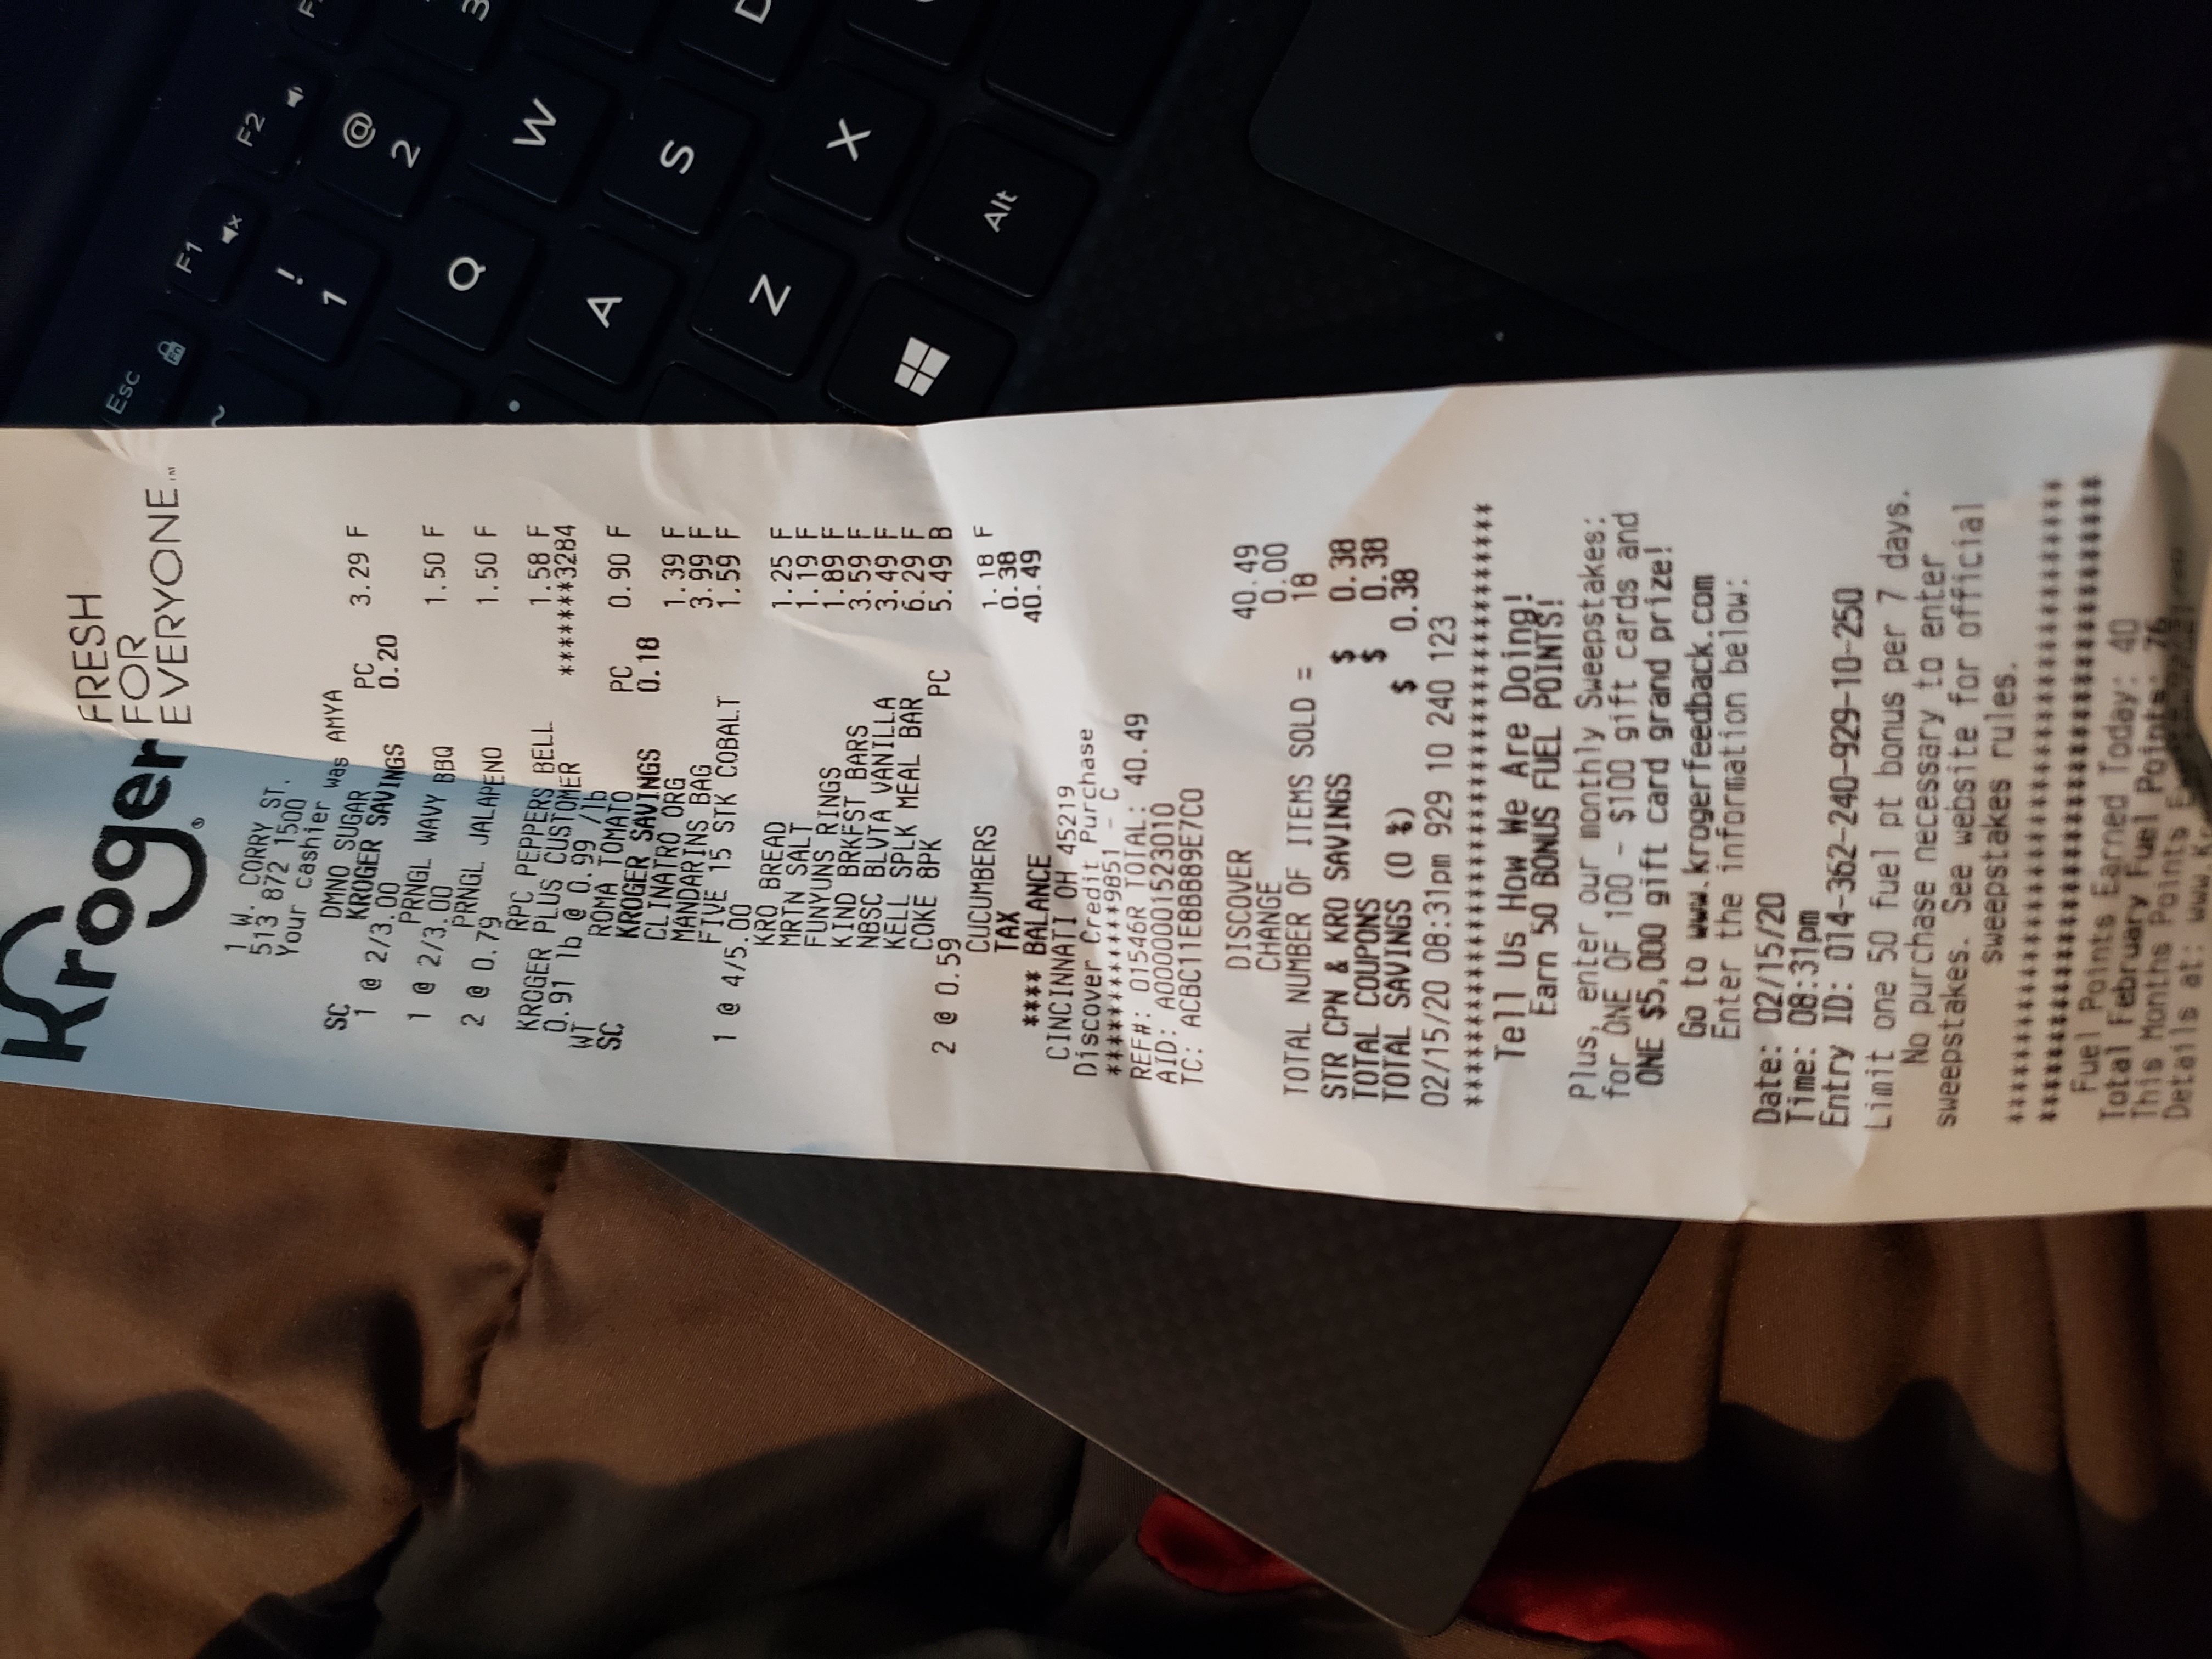 Kroger®
FRESH
FOR
EVERYONE™
1 W. CORRY ST.
513 872 1500
Your cashier was AMYA
DMNO SUGAR PC 3.29 F
SC KROGER SAVINGS 0.20
1 @ 2/3.00
PRNGL WAVY BBQ 1.50 F
1 @ 2/3.00
PRNGL JALAPENO 1.50 F
2 @ 0.79
RPC PEPPERS BELL 1.58 F
KROGER PLUS CUSTOMER *******3284
0.91 lb @ 0.99 /lb
WT ROMA TOMATO PC 0.90 F
SC KROGER SAVINGS 0.18
CLINATRO ORG 1.39 F
MANDARINS BAG 3.99 F
FIVE 15 STK COBALT 1.59 F
1 @ 4/5.00
KRO BREAD 1.25 F
MRTN SALT 1.19 F
FUNYUNS RINGS 1.89 F
KIND BRKFST BARS 3.59 F
NBSC BLVTA VANILLA 3.49 F
KELL SPLK MEAL BAR 6.29 F
COKE 8PK PC 5.49 B
2 @ 0.59
CUCUMBERS 1.18 F
TAX 0.38
**** BALANCE 40.49
CINCINNATI OH 45219
Discover Credit Purchase
************9851 - C
REF#: 01546R TOTAL: 40.49
AID: A0000001523010
TC: ACBC11E8BB89E7C0
DISCOVER 40.49
CHANGE 0.00
TOTAL NUMBER OF ITEMS SOLD = 18
STR CPN & KRO SAVINGS $ 0.38
TOTAL COUPONS $ 0.38
TOTAL SAVINGS (0 %) $ 0.38
02/15/20 08:31pm 929 10 240 123
**************************************
Tell Us How We Are Doing!
Earn 50 BONUS FUEL POINTS!
Plus, enter our monthly Sweepstakes:
for ONE OF 100 - $100 gift cards and
ONE $5,000 gift card grand prize!
Go to www.krogerfeedback.com
Enter the information below:
Date: 02/15/20
Time: 08:31pm
Entry ID: 014-362-240-929-10-250
Limit one 50 fuel pt bonus per 7 days.
No purchase necessary to enter
sweepstakes. See website for official
sweepstakes rules.
**************************************
**************************************
Fuel Points Earned Today: 40
Total February Fuel Points: 76
This Months Points
Details at:
Esc
Fn
F1
F2
~
!
1
@
2
3
Q
W
A
S
D
Z
X
Alt